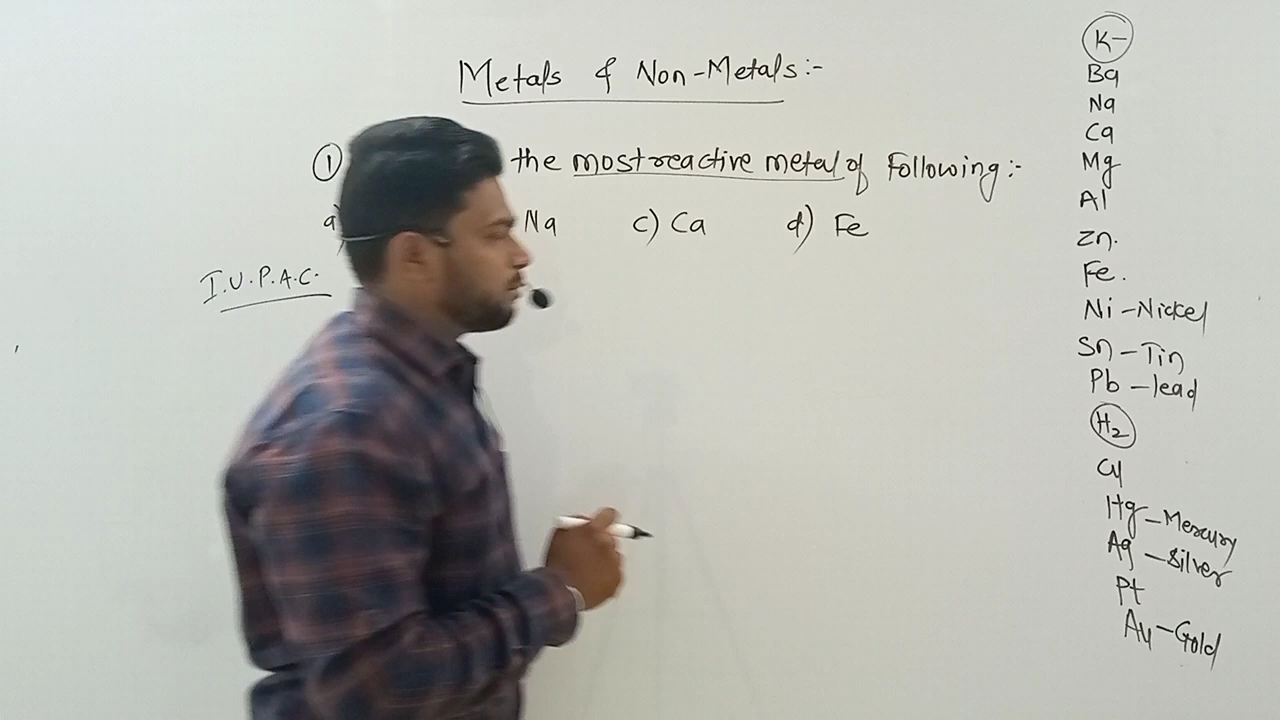 Metals & Non-Metals:-
① the most reactive metal of Following:-
a) Na c) Ca d) Fe
I.U.P.A.C.
K-
Ba
Na
Ca
Mg
Al
Zn.
Fe.
Ni - Nickel
Sn - Tin
Pb - lead
H₂
Cu
Hg - Mercury
Ag - Silver
Pt
Au - Gold